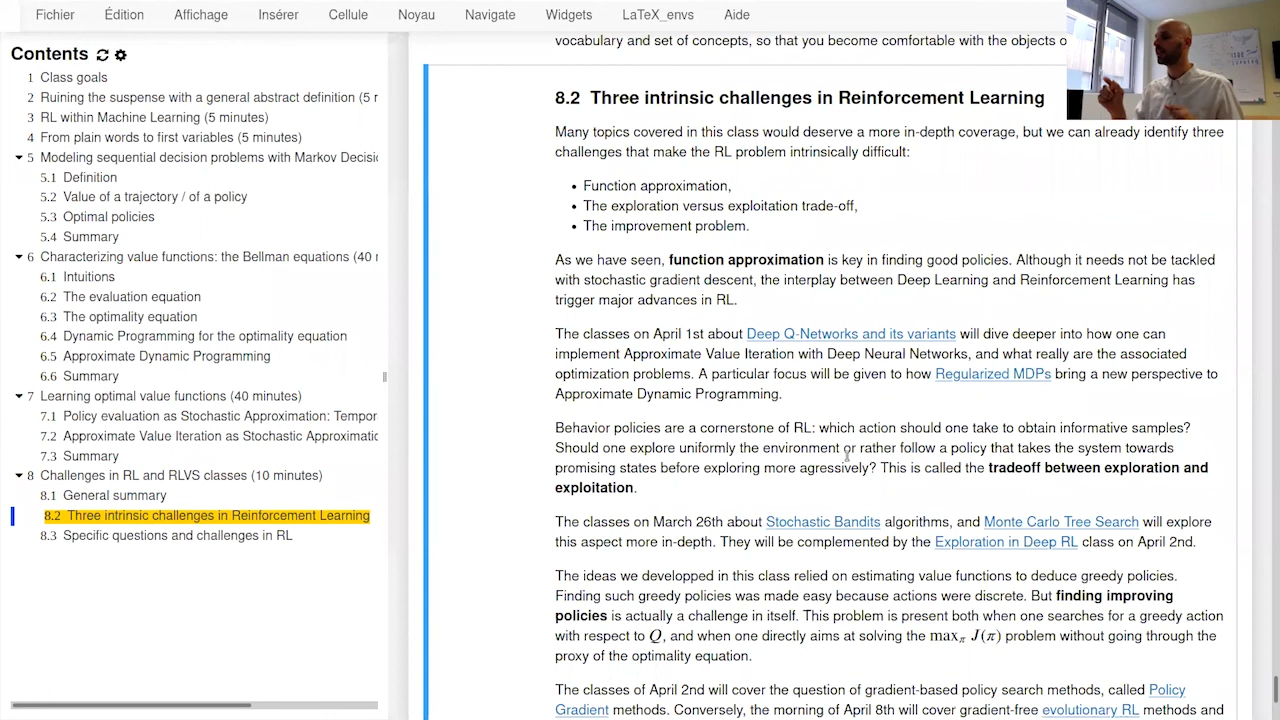 Fichier Édition Affichage Insérer Cellule Noyau Navigate Widgets LaTeX_envs Aide
Contents
1 Class goals
2 Ruining the suspense with a general abstract definition (5 r
3 RL within Machine Learning (5 minutes)
4 From plain words to first variables (5 minutes)
5 Modeling sequential decision problems with Markov Decisi
5.1 Definition
5.2 Value of a trajectory / of a policy
5.3 Optimal policies
5.4 Summary
6 Characterizing value functions: the Bellman equations (40 r
6.1 Intuitions
6.2 The evaluation equation
6.3 The optimality equation
6.4 Dynamic Programming for the optimality equation
6.5 Approximate Dynamic Programming
6.6 Summary
7 Learning optimal value functions (40 minutes)
7.1 Policy evaluation as Stochastic Approximation: Tempor
7.2 Approximate Value Iteration as Stochastic Approximatic
7.3 Summary
8 Challenges in RL and RLVS classes (10 minutes)
8.1 General summary
8.2 Three intrinsic challenges in Reinforcement Learning
8.3 Specific questions and challenges in RL
vocabulary and set of concepts, so that you become comfortable with the objects o
8.2 Three intrinsic challenges in Reinforcement Learning
Many topics covered in this class would deserve a more in-depth coverage, but we can already identify three
challenges that make the RL problem intrinsically difficult:
• Function approximation,
• The exploration versus exploitation trade-off,
• The improvement problem.
As we have seen, function approximation is key in finding good policies. Although it needs not be tackled
with stochastic gradient descent, the interplay between Deep Learning and Reinforcement Learning has
trigger major advances in RL.
The classes on April 1st about Deep Q-Networks and its variants will dive deeper into how one can
implement Approximate Value Iteration with Deep Neural Networks, and what really are the associated
optimization problems. A particular focus will be given to how Regularized MDPs bring a new perspective to
Approximate Dynamic Programming.
Behavior policies are a cornerstone of RL: which action should one take to obtain informative samples?
Should one explore uniformly the environment or rather follow a policy that takes the system towards
promising states before exploring more agressively? This is called the tradeoff between exploration and
exploitation.
The classes on March 26th about Stochastic Bandits algorithms, and Monte Carlo Tree Search will explore
this aspect more in-depth. They will be complemented by the Exploration in Deep RL class on April 2nd.
The ideas we developped in this class relied on estimating value functions to deduce greedy policies.
Finding such greedy policies was made easy because actions were discrete. But finding improving
policies is actually a challenge in itself. This problem is present both when one searches for a greedy action
with respect to Q, and when one directly aims at solving the maxπ J(π) problem without going through the
proxy of the optimality equation.
The classes of April 2nd will cover the question of gradient-based policy search methods, called Policy
Gradient methods. Conversely, the morning of April 8th will cover gradient-free evolutionary RL methods and